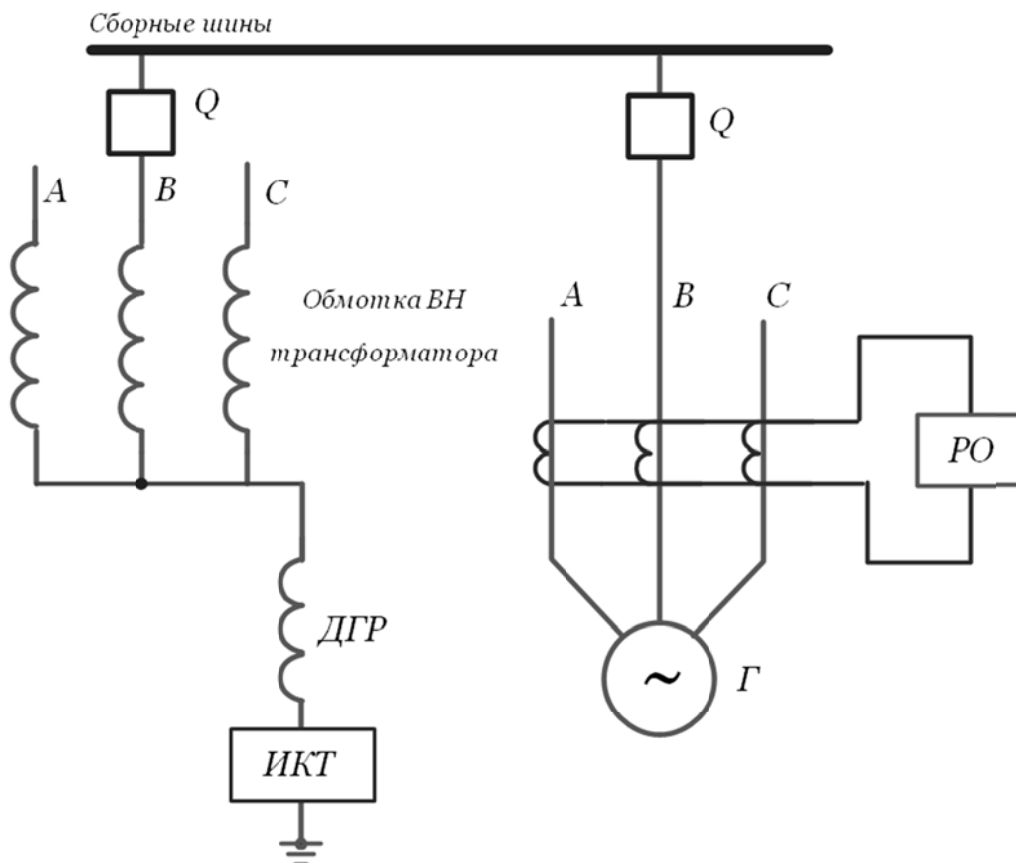 Сборные шины
Q
Q
A
B
C
Обмотка ВН
трансформатора
A
B
C
РО
ДГР
~
Г
ИКТ